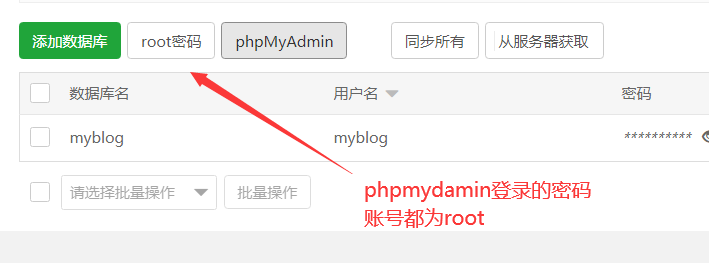 添加数据库 root密码 phpMyAdmin 同步所有 从服务器获取
数据库名 用户名 密码
myblog myblog **********
请选择批量操作 批量操作
phpmydamin登录的密码
账号都为root